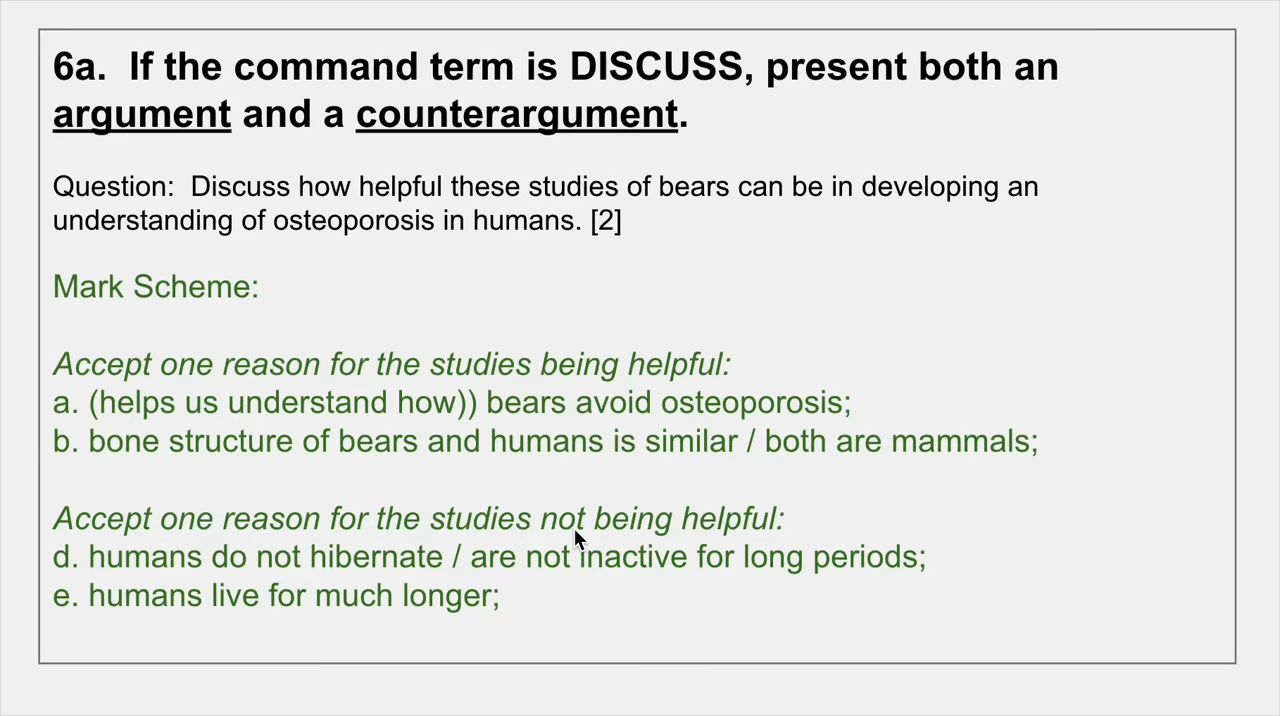 6a.  If the command term is DISCUSS, present both an
argument and a counterargument.
Question:  Discuss how helpful these studies of bears can be in developing an
understanding of osteoporosis in humans. [2]
Mark Scheme:
Accept one reason for the studies being helpful:
a. (helps us understand how)) bears avoid osteoporosis;
b. bone structure of bears and humans is similar / both are mammals;
Accept one reason for the studies not being helpful:
d. humans do not hibernate / are not inactive for long periods;
e. humans live for much longer;